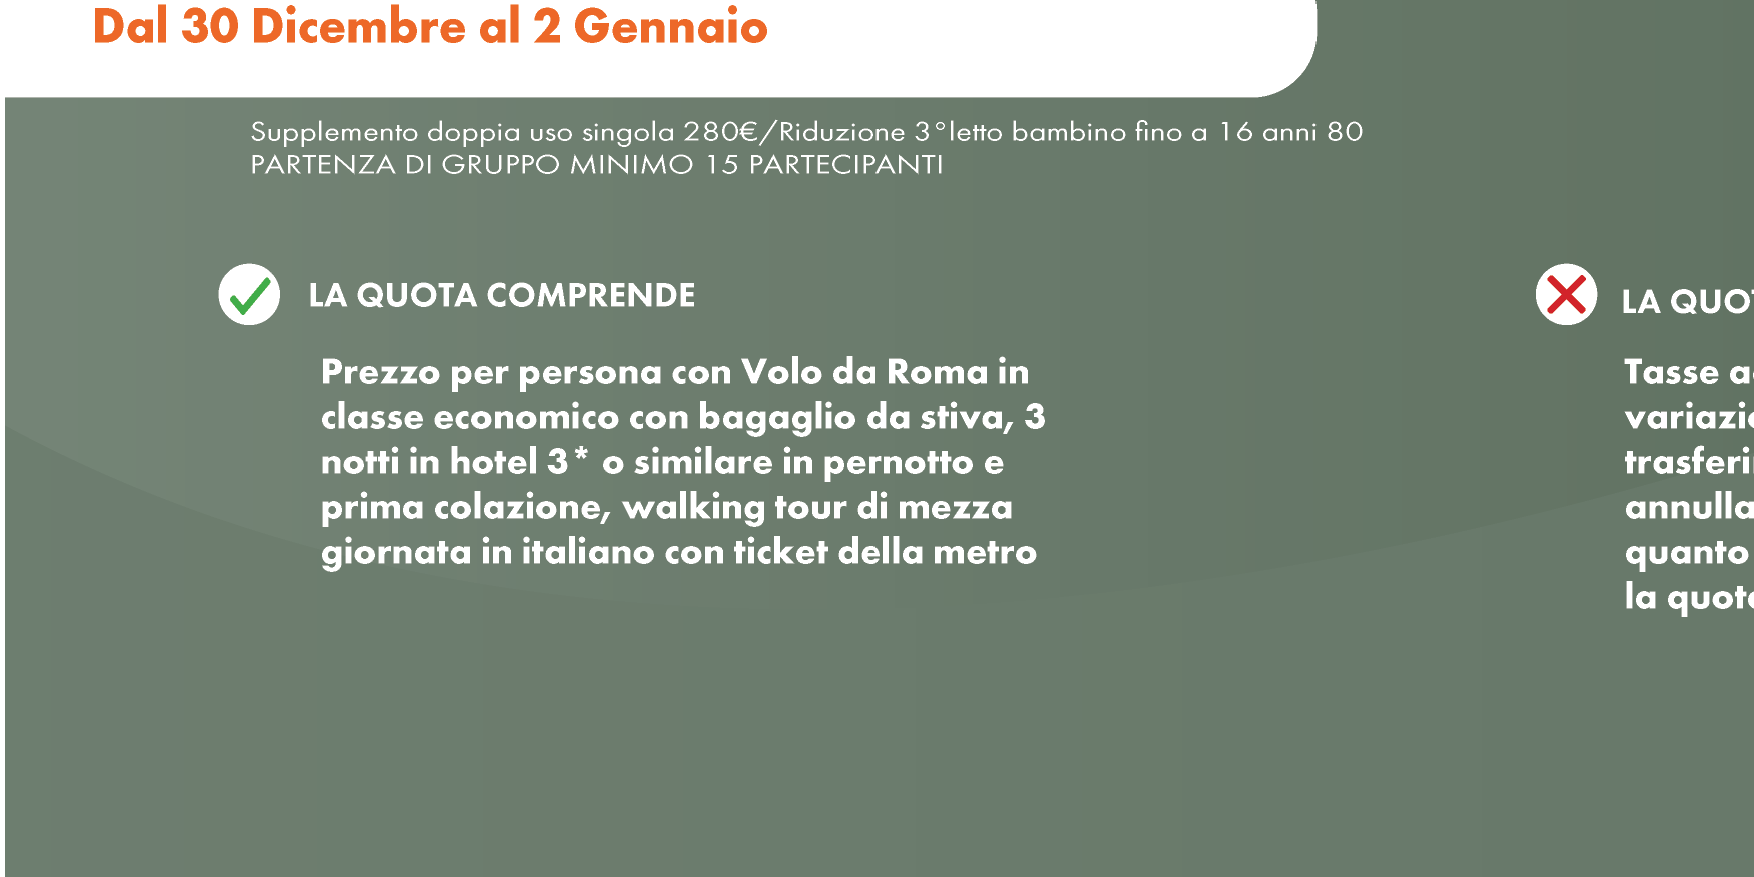 Dal 30 Dicembre al 2 Gennaio
Supplemento doppia uso singola 280€/Riduzione 3°letto bambino fino a 16 anni 80
PARTENZA DI GRUPPO MINIMO 15 PARTECIPANTI
LA QUOTA COMPRENDE
Prezzo per persona con Volo da Roma in
classe economico con bagaglio da stiva, 3
notti in hotel 3* o similare in pernotto e
prima colazione, walking tour di mezza
giornata in italiano con ticket della metro
LA
Tasse
quanto
la